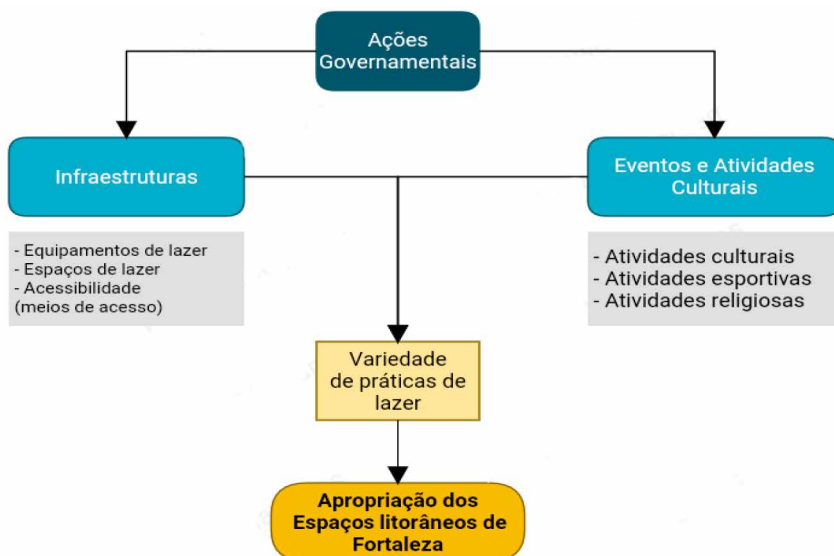 Ações
Governamentais
Infraestruturas
Eventos e Atividades
Culturais
- Equipamentos de lazer
- Espaços de lazer
- Acessibilidade
(meios de acesso)
- Atividades culturais
- Atividades esportivas
- Atividades religiosas
Variedade
de práticas de
lazer
Apropriação dos
Espaços litorâneos de
Fortaleza